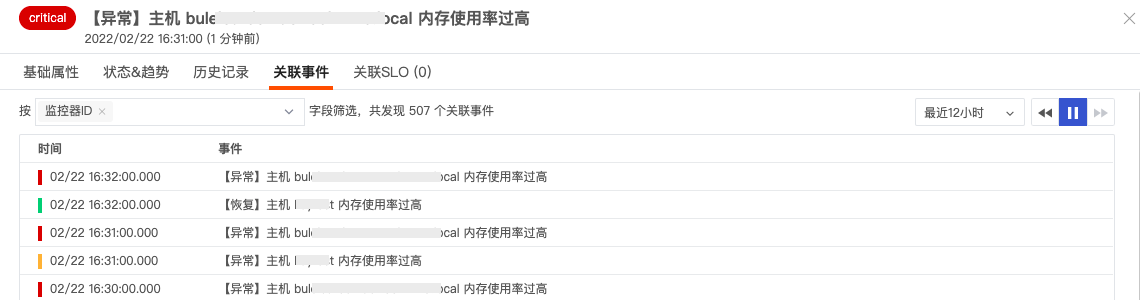 critical 【异常】主机 bule ocal 内存使用率过高
2022/02/22 16:31:00 (1 分钟前)
基础属性 状态&趋势 历史记录 关联事件 关联SLO (0)
按 监控器ID × 字段筛选，共发现 507 个关联事件 最近12小时
时间 事件
02/22 16:32:00.000 【异常】主机 bule ocal 内存使用率过高
02/22 16:32:00.000 【恢复】主机 t 内存使用率过高
02/22 16:31:00.000 【异常】主机 bule ocal 内存使用率过高
02/22 16:31:00.000 【异常】主机 t 内存使用率过高
02/22 16:30:00.000 【异常】主机 bule ocal 内存使用率过高